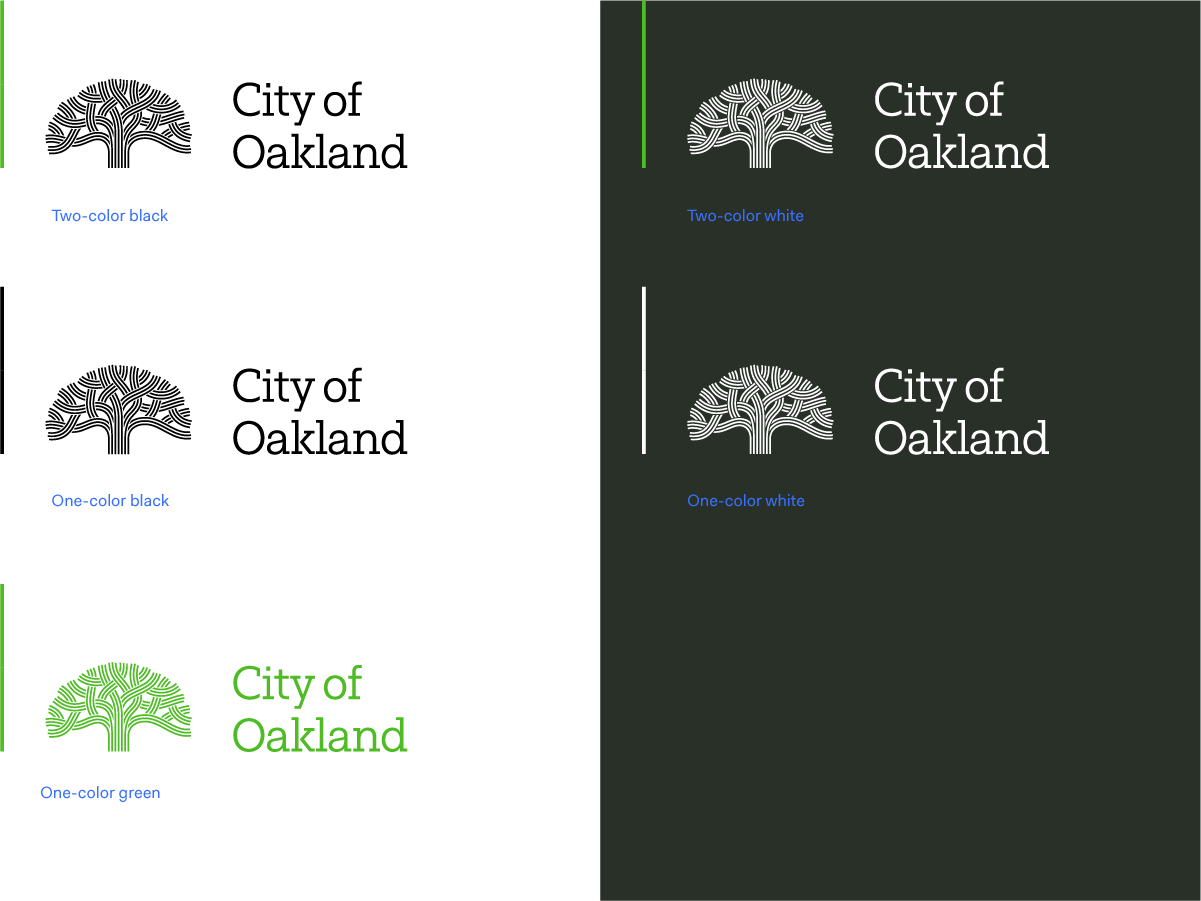 City of
Oakland
Two-color black
City of
Oakland
One-color black
City of
Oakland
One-color green
City of
Oakland
Two-color white
City of
Oakland
One-color white